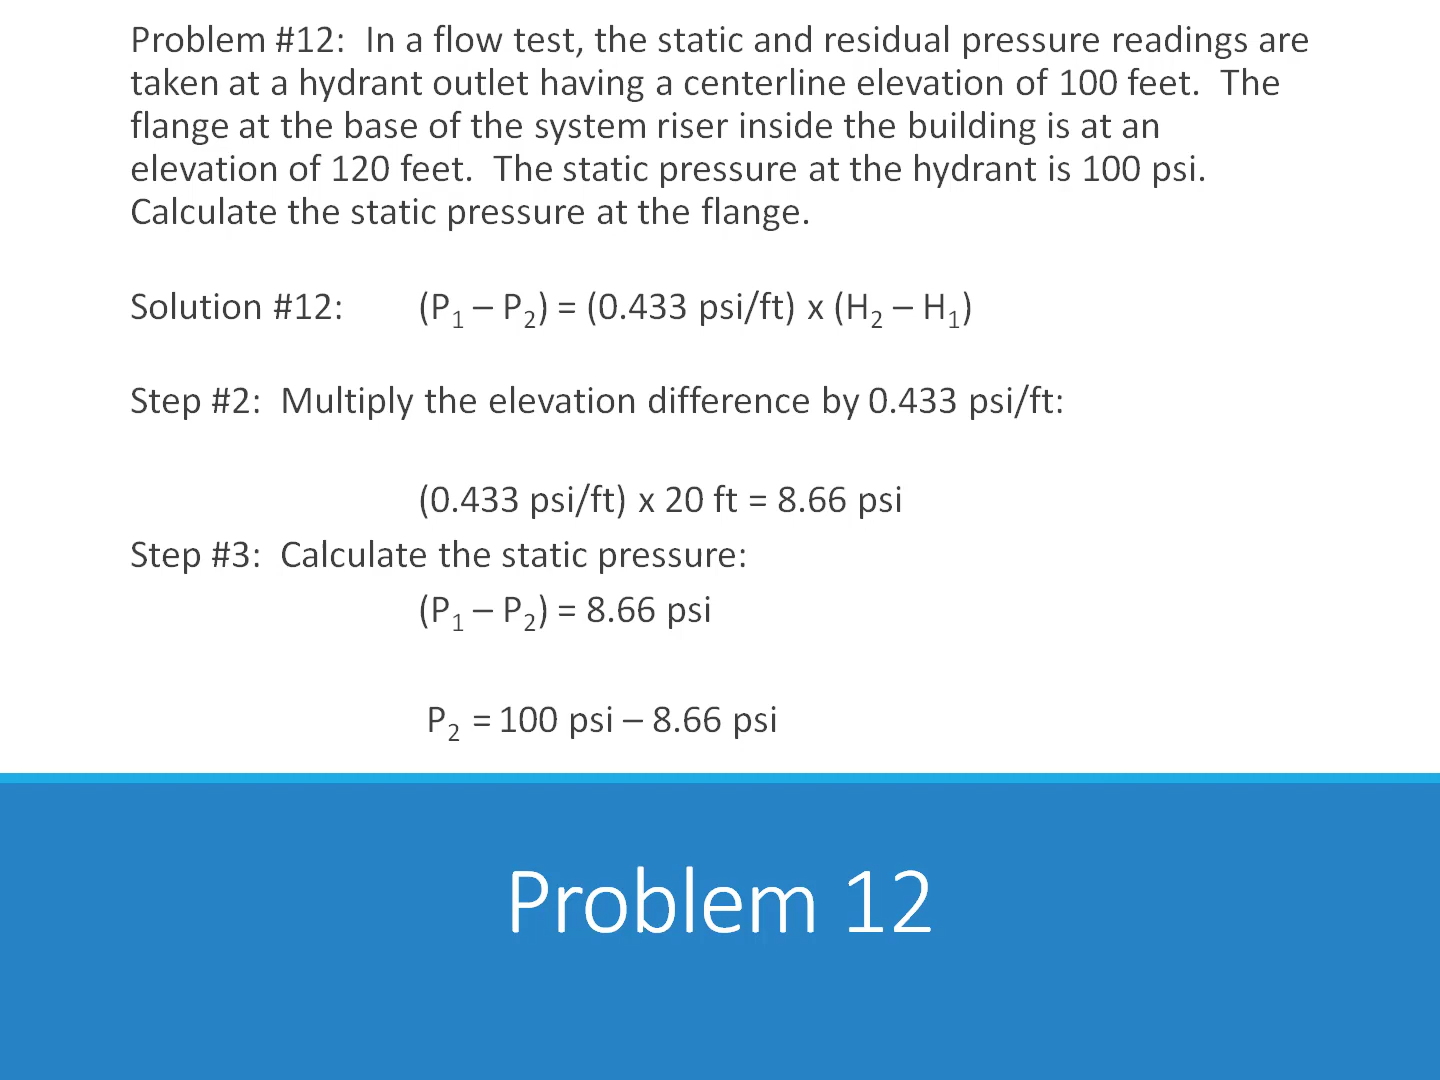 Problem #12:  In a flow test, the static and residual pressure readings are
taken at a hydrant outlet having a centerline elevation of 100 feet.  The
flange at the base of the system riser inside the building is at an
elevation of 120 feet.  The static pressure at the hydrant is 100 psi.
Calculate the static pressure at the flange.
Solution #12: (P₁ – P₂) = (0.433 psi/ft) x (H₂ – H₁)
Step #2:  Multiply the elevation difference by 0.433 psi/ft:
(0.433 psi/ft) x 20 ft = 8.66 psi
Step #3:  Calculate the static pressure:
(P₁ – P₂) = 8.66 psi
P₂ = 100 psi – 8.66 psi
Problem 12